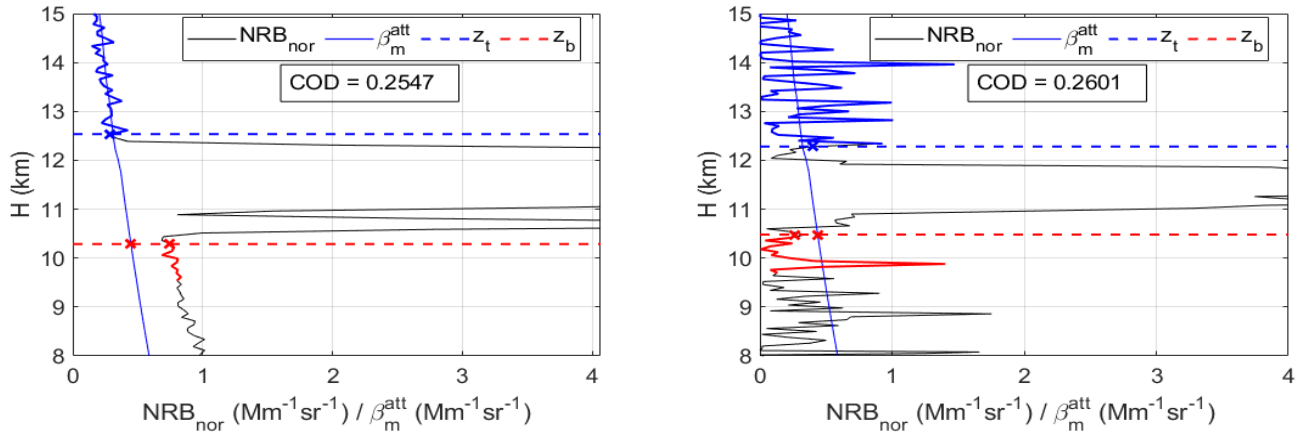 15
14
13
12
11
10
9
8
H (km)
0 1 2 3 4
NRB_nor (Mm⁻¹sr⁻¹) / β_m^att (Mm⁻¹sr⁻¹)
NRB_nor β_m^att z_t z_b
COD = 0.2547
15
14
13
12
11
10
9
8
H (km)
0 1 2 3 4
NRB_nor (Mm⁻¹sr⁻¹) / β_m^att (Mm⁻¹sr⁻¹)
NRB_nor β_m^att z_t z_b
COD = 0.2601